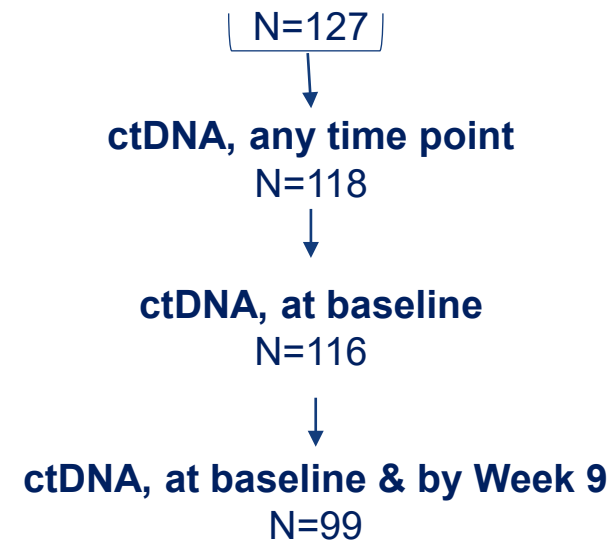 N=127
ctDNA, any time point
N=118
ctDNA, at baseline
N=116
ctDNA, at baseline & by Week 9
N=99